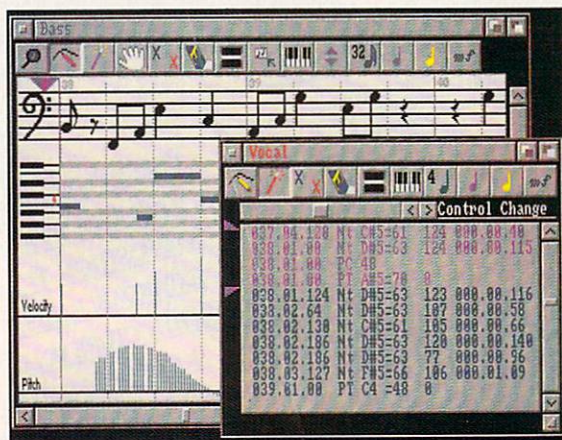 Bass
32
38
39
40
Vocal
4
Control Change
037.04.120 Nt C#5=61 124 000.00.40
038.01.00 Nt D#5=63 124 000.00.115
038.01.00 PC 48
038.01.00 PT A#5=70 0
038.01.124 Nt D#5=63 123 000.00.116
038.02.64 Nt D#5=63 107 000.00.58
038.02.130 Nt C#5=61 105 000.00.66
038.02.186 Nt D#5=63 120 000.00.140
038.02.186 Nt D#5=63 77 000.00.96
038.03.127 Nt F#5=66 106 000.01.09
039.01.00 PT C4 =48 0
Velocity
Pitch